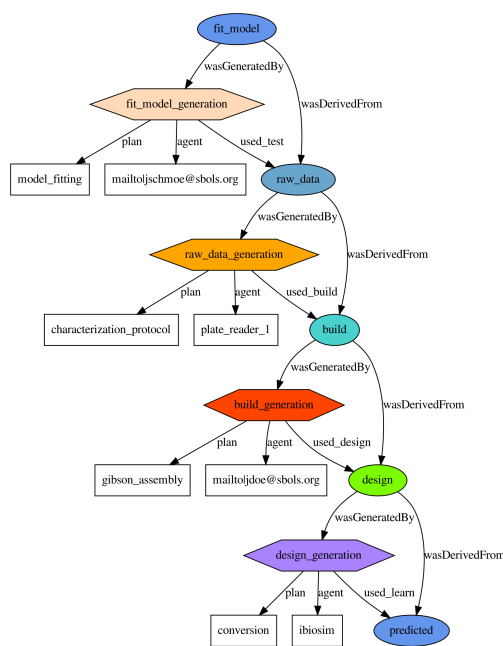 fit_model
wasGeneratedBy
fit_model_generation
wasDerivedFrom
plan
agent
used_test
model_fitting
mailto|jschmoe@sbols.org
raw_data
wasGeneratedBy
raw_data_generation
wasDerivedFrom
plan
agent
used_build
characterization_protocol
plate_reader_1
build
wasGeneratedBy
build_generation
wasDerivedFrom
plan
agent
used_design
gibson_assembly
mailto|jdoe@sbols.org
design
wasGeneratedBy
design_generation
wasDerivedFrom
plan
agent
used_learn
conversion
ibiosim
predicted